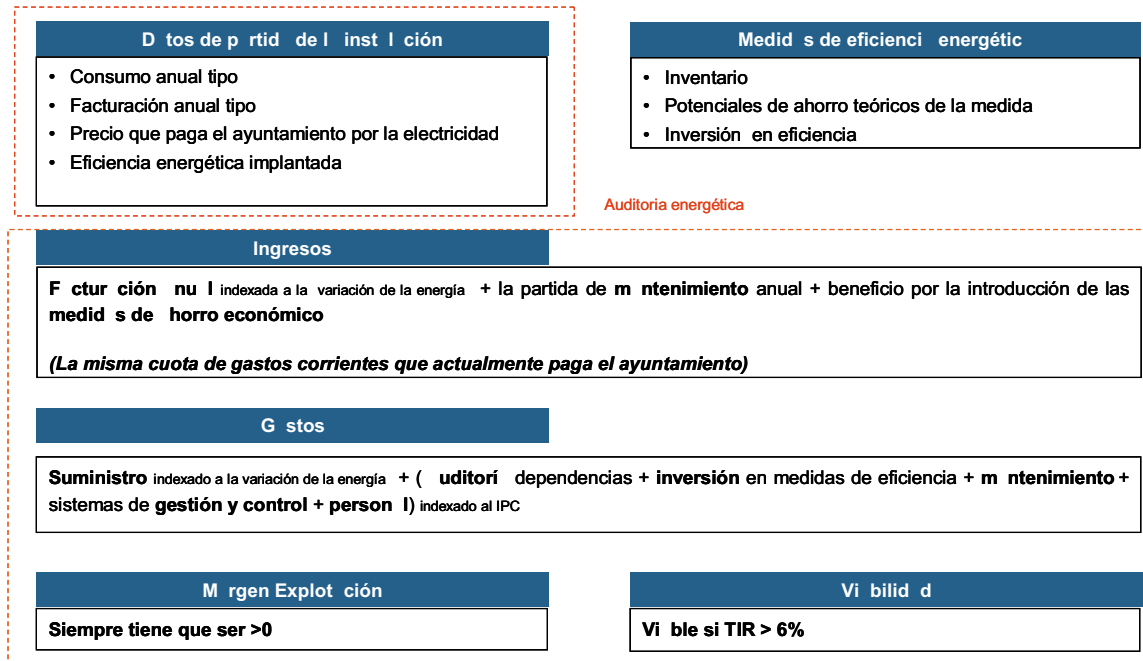 D tos de p rtid de l inst l ción
• Consumo anual tipo
• Facturación anual tipo
• Precio que paga el ayuntamiento por la electricidad
• Eficiencia energética implantada
Medid s de eficienci energétic
• Inventario
• Potenciales de ahorro teóricos de la medida
• Inversión en eficiencia
Auditoria energética
Ingresos
F ctur ción nu l indexada a la variación de la energía + la partida de m ntenimiento anual + beneficio por la introducción de las
medid s de horro económico
(La misma cuota de gastos corrientes que actualmente paga el ayuntamiento)
G stos
Suministro indexado a la variación de la energía + ( uditorí dependencias + inversión en medidas de eficiencia + m ntenimiento +
sistemas de gestión y control + person l) indexado al IPC
M rgen Explot ción
Siempre tiene que ser >0
Vi bilid d
Vi ble si TIR > 6%